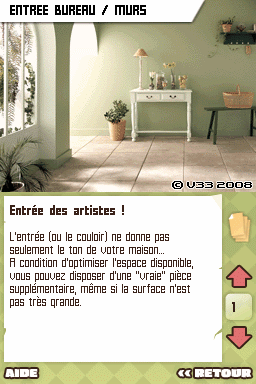 ENTREE BUREAU / MURS
© V33 2008
Entrée des artistes !
L'entrée (ou le couloir) ne donne pas
seulement le ton de votre maison...
A condition d'optimiser l'espace disponible,
vous pouvez disposer d'une "vraie" pièce
supplémentaire, même si la surface n'est
pas très grande.
1
AIDE
<< RETOUR